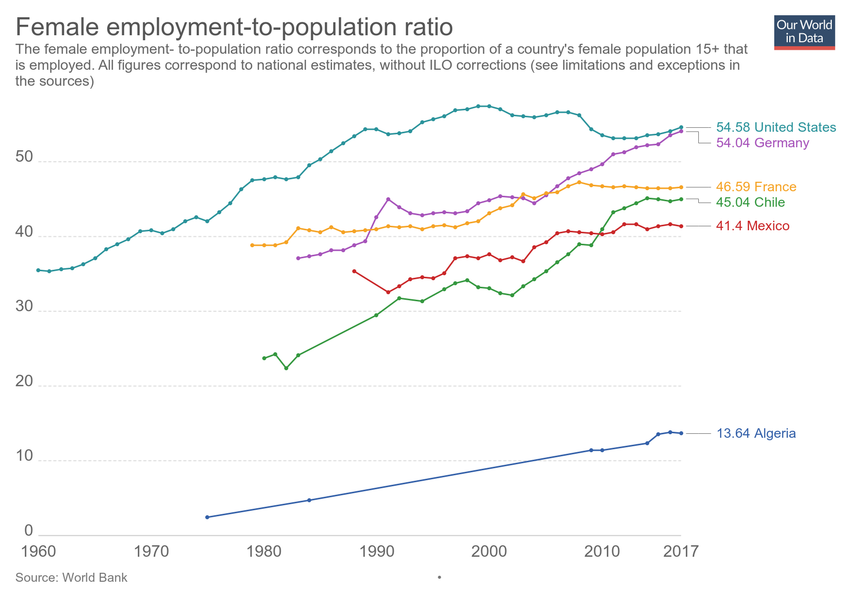 Female employment-to-population ratio
Our World
in Data
The female employment- to-population ratio corresponds to the proportion of a country's female population 15+ that
is employed. All figures correspond to national estimates, without ILO corrections (see limitations and exceptions in
the sources)
54.58 United States
54.04 Germany
50
46.59 France
45.04 Chile
41.4 Mexico
40
30
20
13.64 Algeria
10
0
1960 1970 1980 1990 2000 2010 2017
Source: World Bank